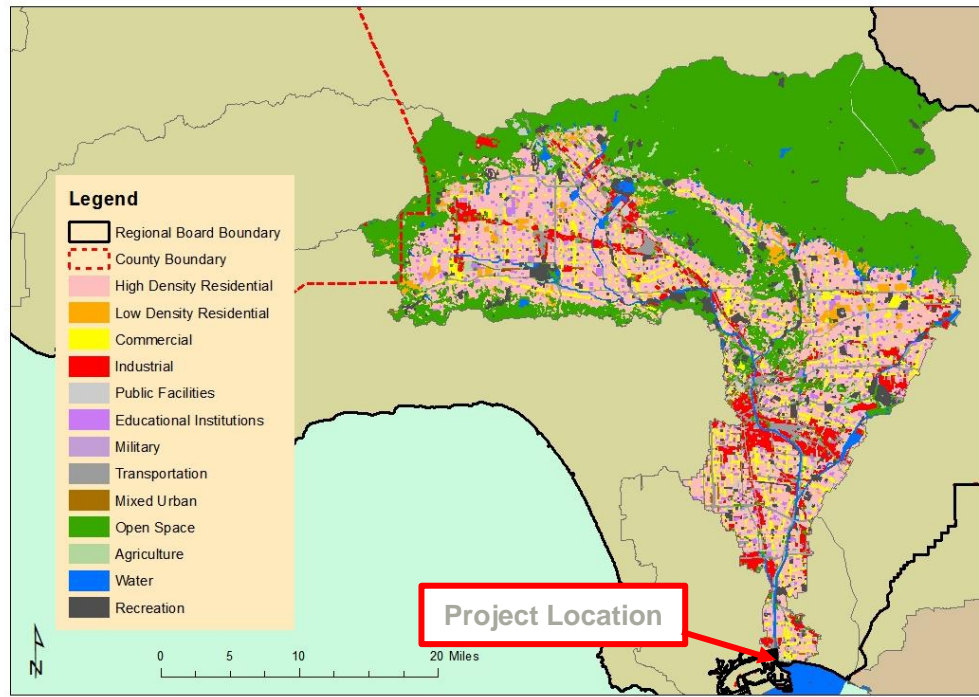 Legend
Regional Board Boundary
County Boundary
High Density Residential
Low Density Residential
Commercial
Industrial
Public Facilities
Educational Institutions
Military
Transportation
Mixed Urban
Open Space
Agriculture
Water
Recreation
Project Location
N
0 5 10 20 Miles